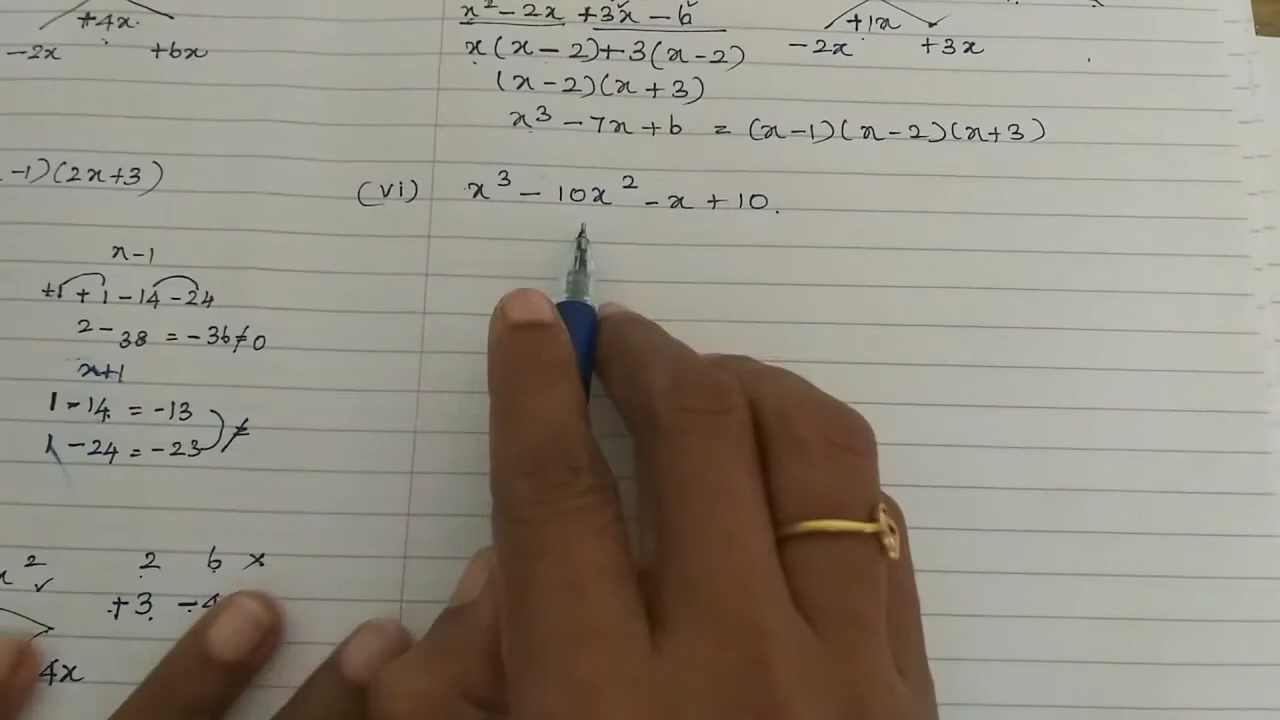 +4x
-2x +6x
-1)(2x+3)
x-1
+1 +1 -14 -24
2 - 38 = -36 ≠ 0
x+1
1 - 14 = -13
1 - 24 = -23 ) ≠
x² ✓
2 6 ×
+3 -4
4x
x² - 2x + 3x - 6
x(x-2)+3(x-2)
(x-2)(x+3)
x³ - 7x + 6 = (x-1)(x-2)(x+3)
+1x
-2x +3x
(vi) x³ - 10x² - x + 10.